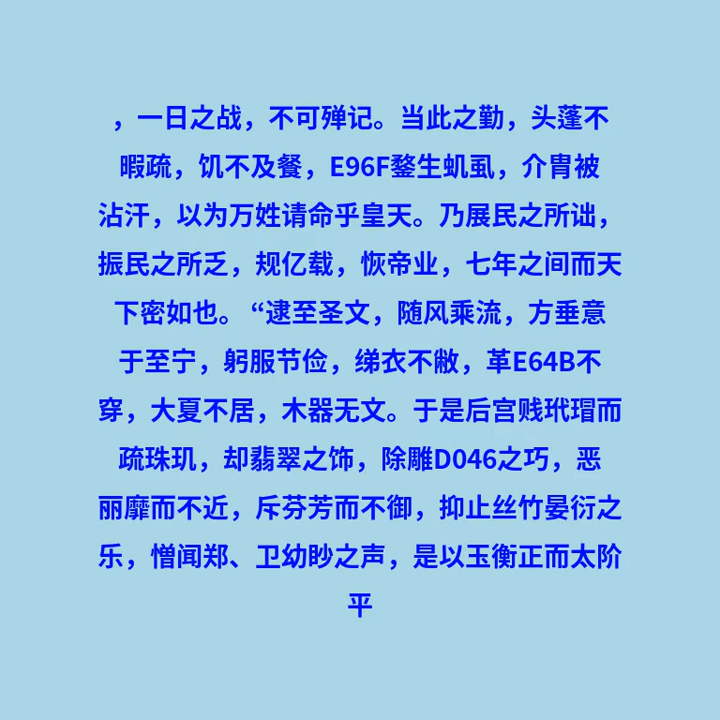 ，一日之战，不可殚记。当此之勤，头蓬不
暇疏，饥不及餐，E96F鍪生虮虱，介胄被
沾汗，以为万姓请命乎皇天。乃展民之所诎，
振民之所乏，规亿载，恢帝业，七年之间而天
下密如也。 “逮至圣文，随风乘流，方垂意
于至宁，躬服节俭，绨衣不敝，革E64B不
穿，大夏不居，木器无文。于是后宫贱玳瑁而
疏珠玑，却翡翠之饰，除雕D046之巧，恶
丽靡而不近，斥芬芳而不御，抑止丝竹晏衍之
乐，憎闻郑、卫幼眇之声，是以玉衡正而太阶
平